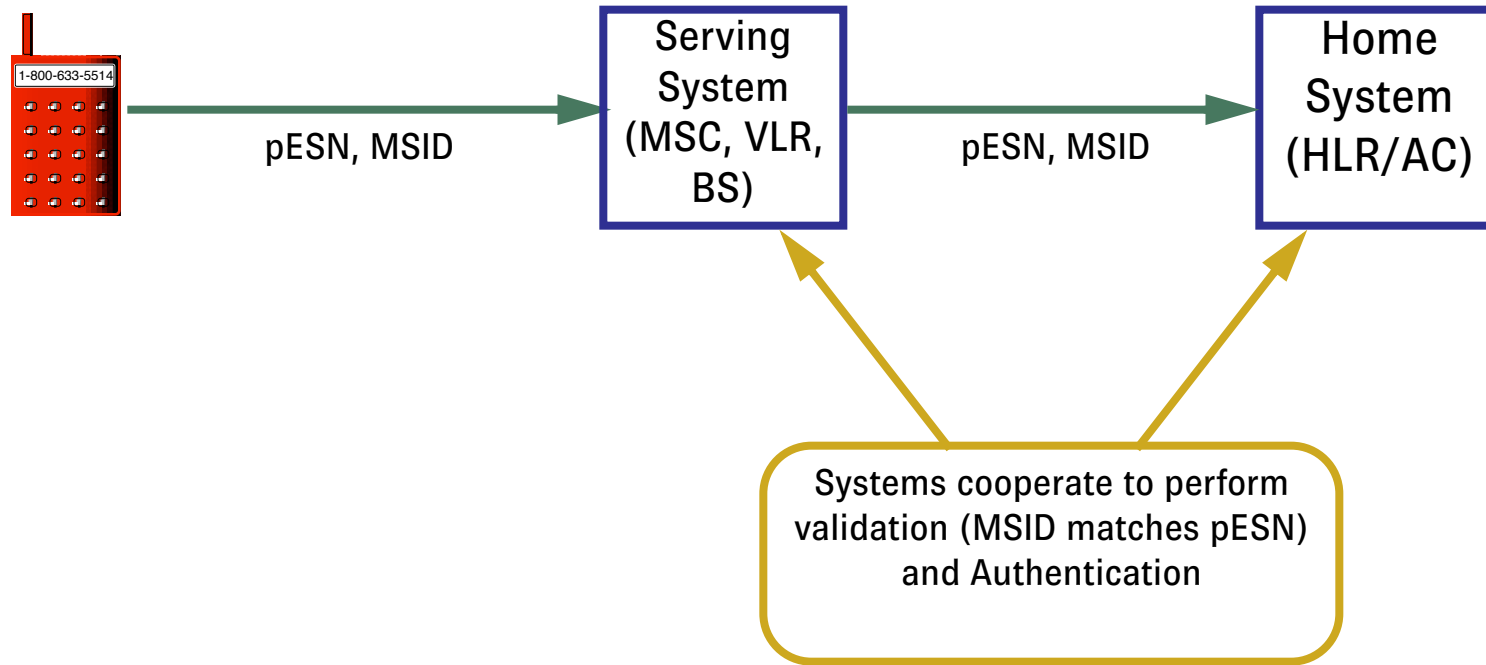 1-800-633-5514
pESN, MSID
Serving
System
(MSC, VLR,
BS)
pESN, MSID
Home
System
(HLR/AC)
Systems cooperate to perform
validation (MSID matches pESN)
and Authentication